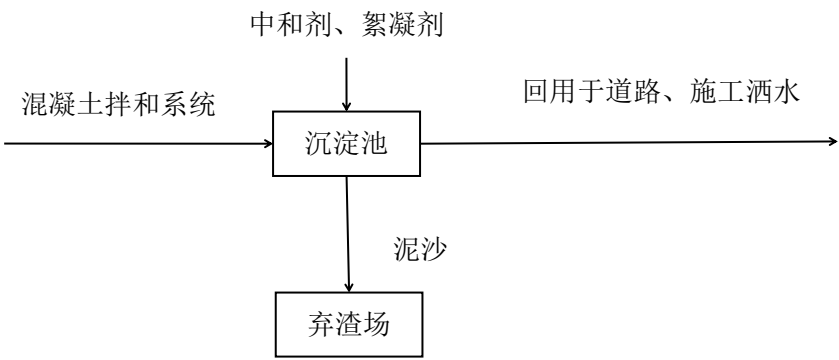 中和剂、絮凝剂
混凝土拌和系统
回用于道路、施工洒水
沉淀池
泥沙
弃渣场